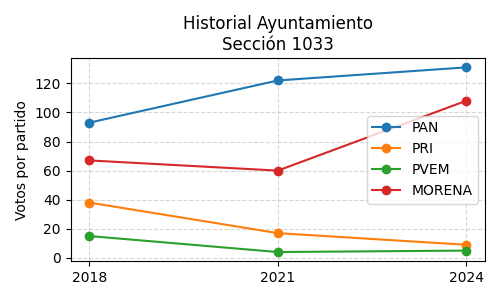 Historial Ayuntamiento
Sección 1033
Votos por partido
120
100
80
60
40
20
0
2018
2021
2024
PAN
PRI
PVEM
MORENA